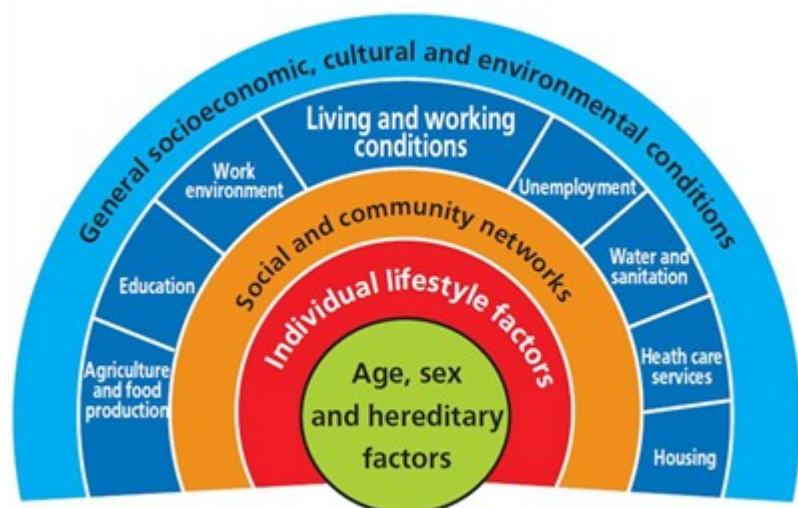 General socioeconomic, cultural and environmental conditions
Living and working
conditions
Work
environment
Unemployment
Education
Water and
sanitation
Agriculture
and food
production
Heath care
services
Housing
Social and community networks
Individual lifestyle factors
Age, sex
and hereditary
factors